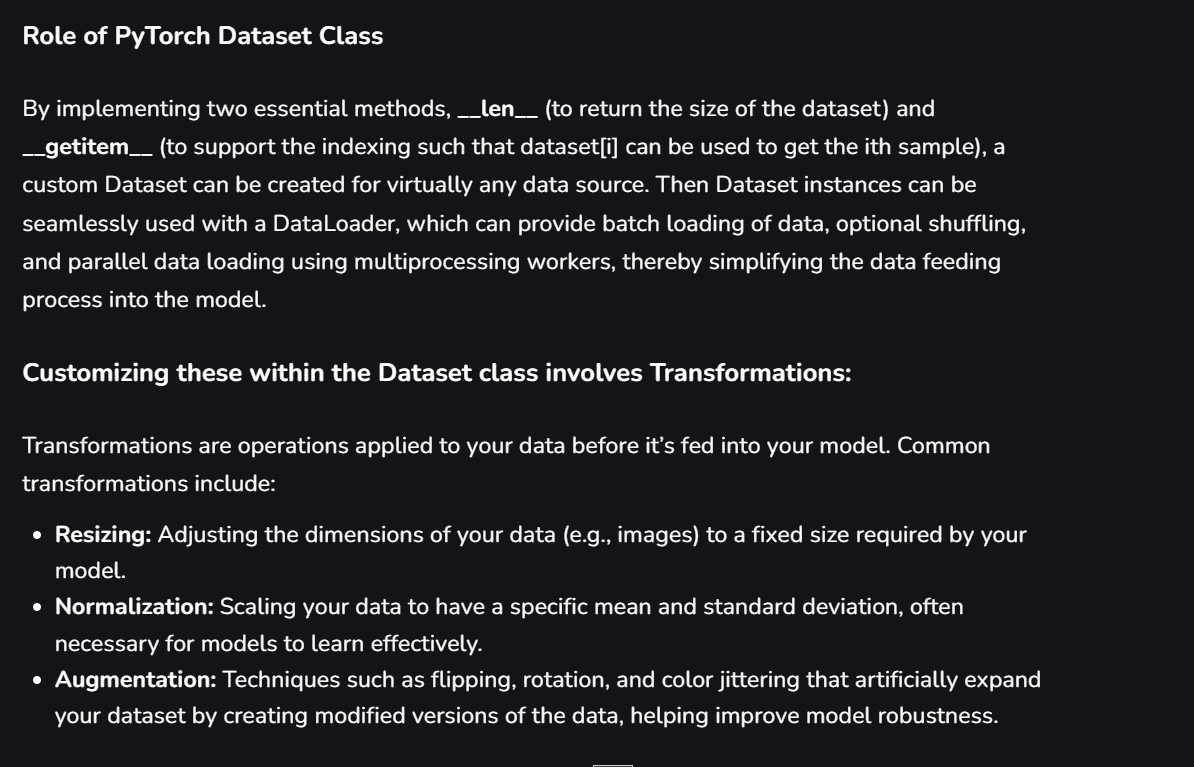 Role of PyTorch Dataset Class
By implementing two essential methods, __len__ (to return the size of the dataset) and
__getitem__ (to support the indexing such that dataset[i] can be used to get the ith sample), a
custom Dataset can be created for virtually any data source. Then Dataset instances can be
seamlessly used with a DataLoader, which can provide batch loading of data, optional shuffling,
and parallel data loading using multiprocessing workers, thereby simplifying the data feeding
process into the model.
Customizing these within the Dataset class involves Transformations:
Transformations are operations applied to your data before it’s fed into your model. Common
transformations include:
• Resizing: Adjusting the dimensions of your data (e.g., images) to a fixed size required by your
model.
• Normalization: Scaling your data to have a specific mean and standard deviation, often
necessary for models to learn effectively.
• Augmentation: Techniques such as flipping, rotation, and color jittering that artificially expand
your dataset by creating modified versions of the data, helping improve model robustness.